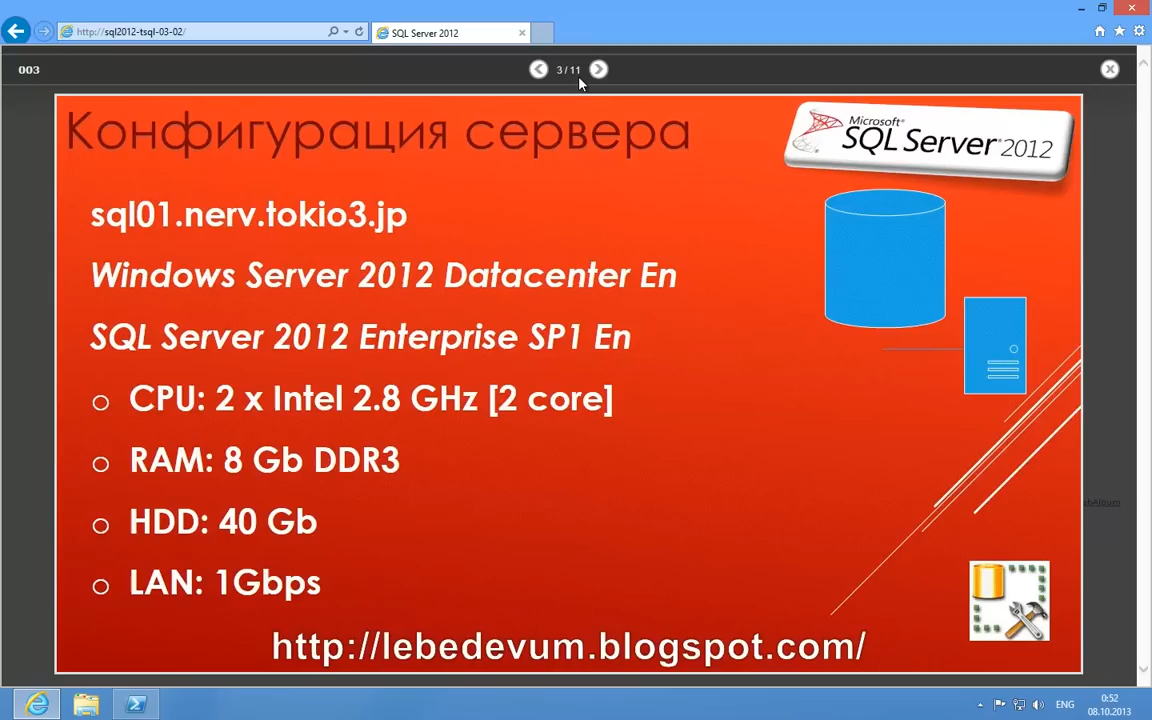 http://sql2012-tsql-03-02/
SQL Server 2012
003
3 / 11
Конфигурация сервера
Microsoft®
SQL Server® 2012
sql01.nerv.tokio3.jp
Windows Server 2012 Datacenter En
SQL Server 2012 Enterprise SP1 En
CPU: 2 x Intel 2.8 GHz [2 core]
RAM: 8 Gb DDR3
HDD: 40 Gb
LAN: 1Gbps
http://lebedevum.blogspot.com/
ENG
0:52
08.10.2013